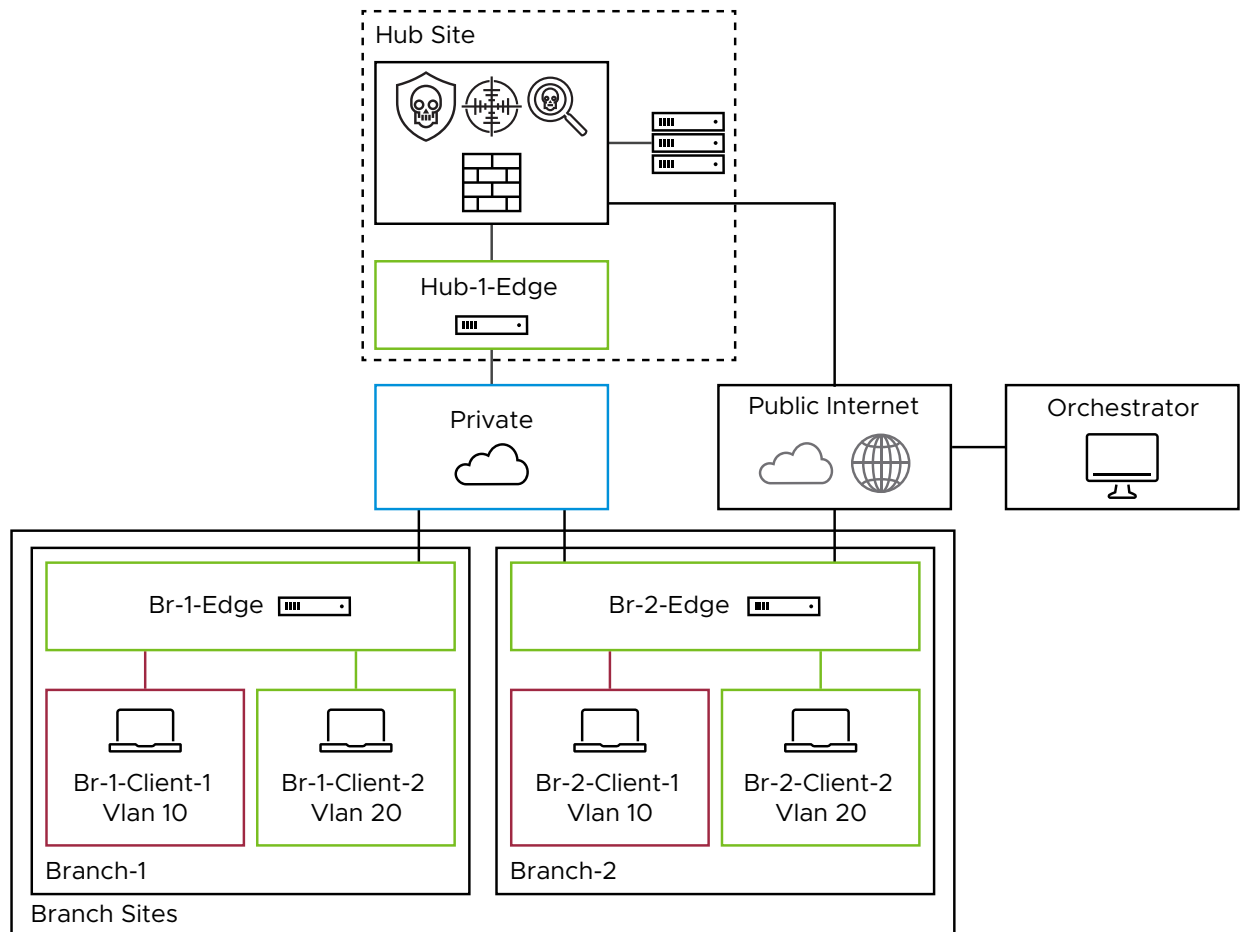 Hub Site
Hub-1-Edge
Private
Public Internet
Orchestrator
Br-1-Edge
Br-2-Edge
Br-1-Client-1
Vlan 10
Br-1-Client-2
Vlan 20
Br-2-Client-1
Vlan 10
Br-2-Client-2
Vlan 20
Branch-1
Branch-2
Branch Sites